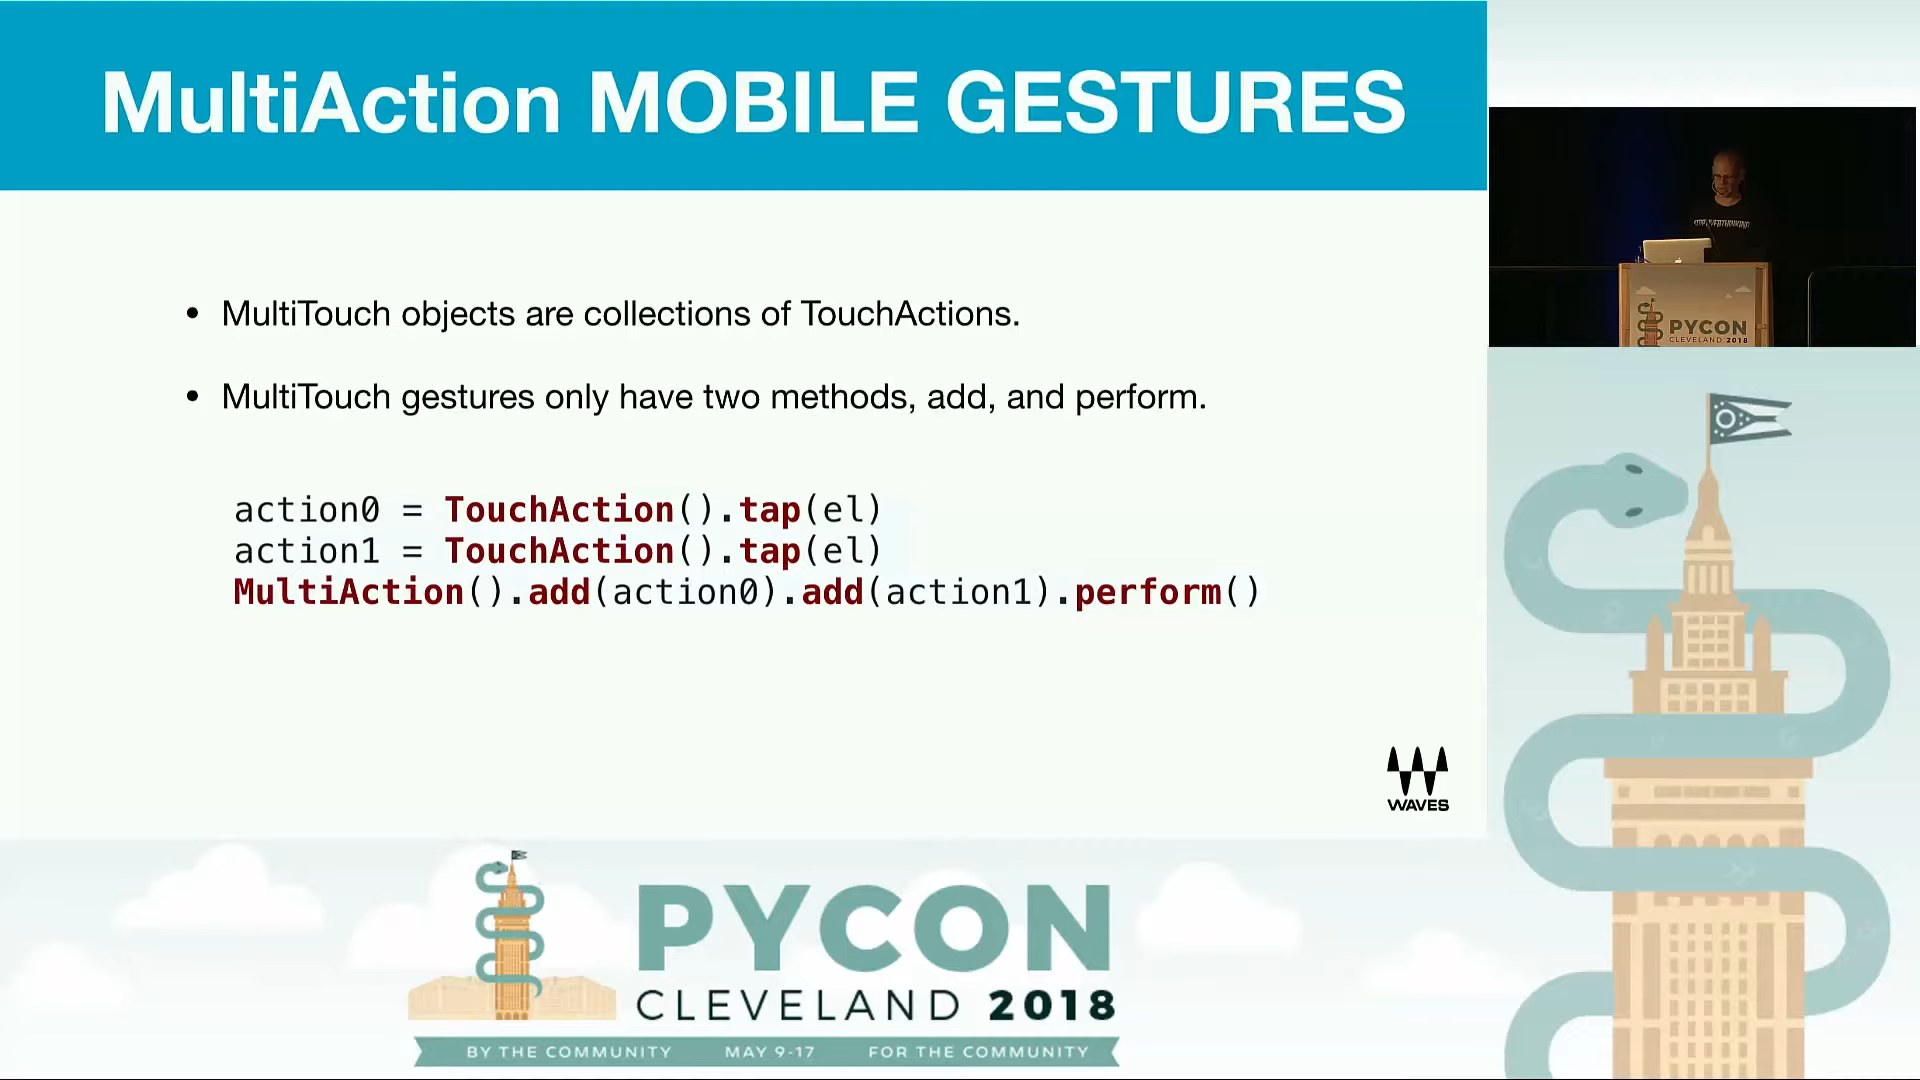 MultiAction MOBILE GESTURES
• MultiTouch objects are collections of TouchActions.
• MultiTouch gestures only have two methods, add, and perform.
action0 = TouchAction().tap(el)
action1 = TouchAction().tap(el)
MultiAction().add(action0).add(action1).perform()
WAVES
PYCON
CLEVELAND 2018
PYCON
CLEVELAND 2018
BY THE COMMUNITY MAY 9-17 FOR THE COMMUNITY